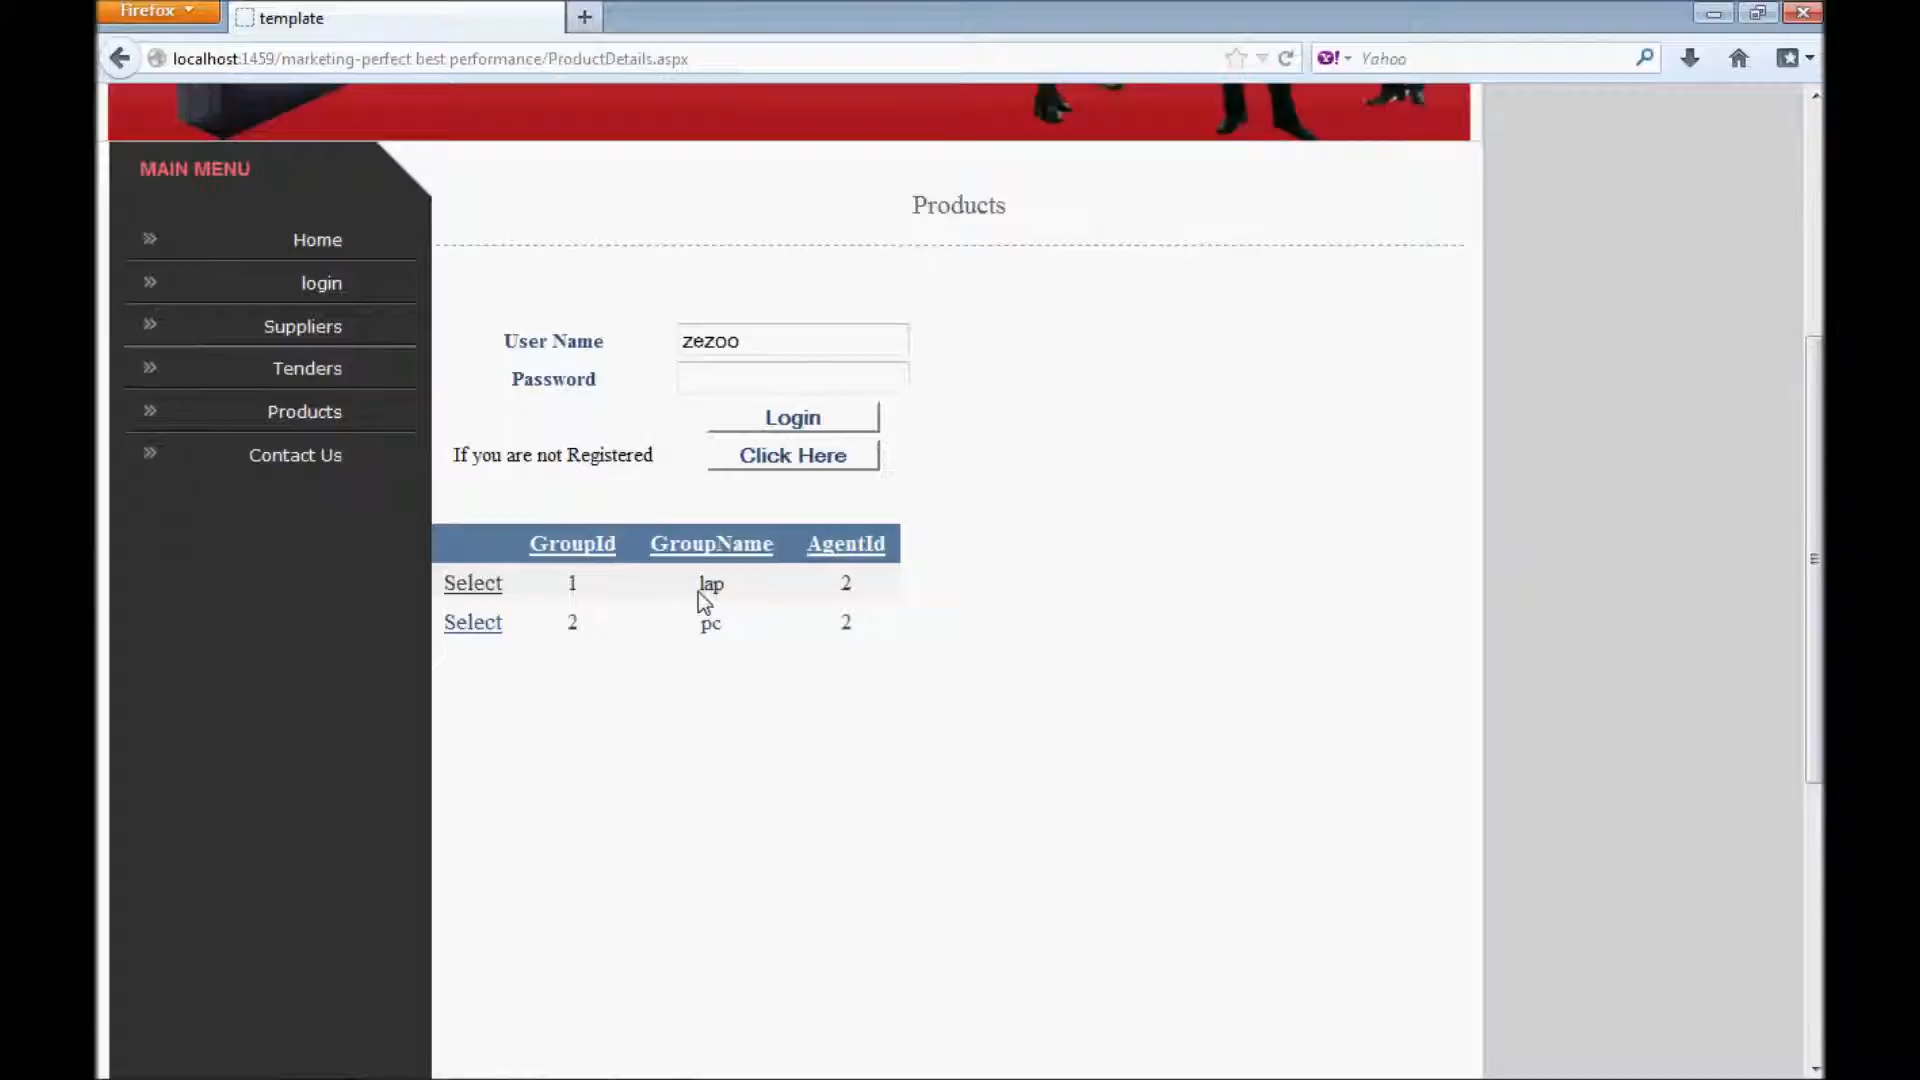 Firefox
template
localhost:1459/marketing-perfect best performance/ProductDetails.aspx
Yahoo
MAIN MENU
Home
login
Suppliers
Tenders
Products
Contact Us
Products
User Name zezoo
Password
Login
If you are not Registered Click Here
GroupId GroupName AgentId
Select 1 lap 2
Select 2 pc 2